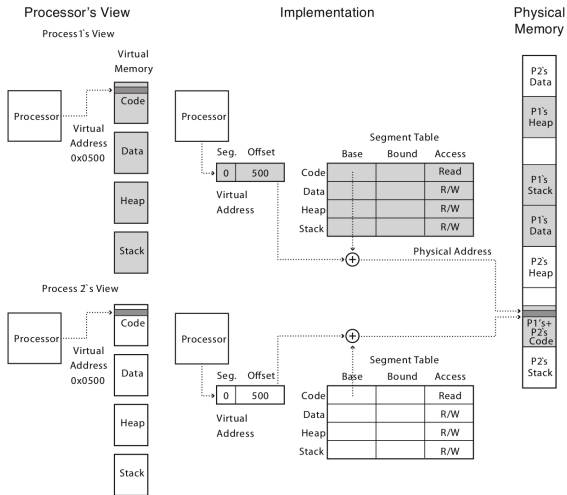 Processor's View
Implementation
Physical
Memory
Process1`s View
Virtual
Memory
Processor
Code
Virtual
Address
0x0500
Data
Heap
Stack
Processor
Seg. Offset
0 500
Virtual
Address
Segment Table
Base Bound Access
Code Read
Data R/W
Heap R/W
Stack R/W
Physical Address
P2`s
Data
P1`s
Heap
P1`s
Stack
P1`s
Data
P2`s
Heap
P1's+
P2`s
Code
P2`s
Stack
Process 2`s View
Processor
Code
Virtual
Address
0x0500
Data
Heap
Stack
Processor
Seg. Offset
0 500
Virtual
Address
Segment Table
Base Bound Access
Code Read
Data R/W
Heap R/W
Stack R/W